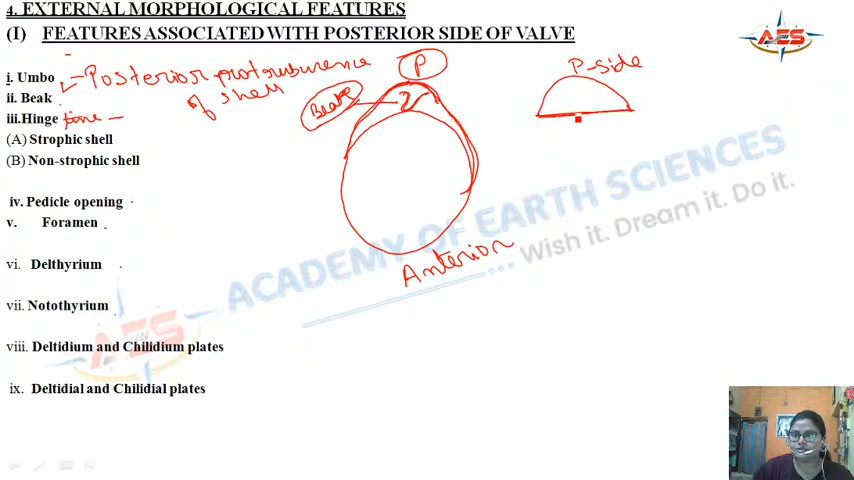 4. EXTERNAL MORPHOLOGICAL FEATURES
(I) FEATURES ASSOCIATED WITH POSTERIOR SIDE OF VALVE
AES
i. Umbo - Posterior protruburence
of shell
P
P-side
ii. Beak
Beak
iii.Hinge
(A) Strophic shell
(B) Non-strophic shell
iv. Pedicle opening
v. Foramen
Anterior
vi. Delthyrium
vii. Notothyrium
viii. Deltidium and Chilidium plates
ix. Deltidial and Chilidial plates
AES
ACADEMY OF EARTH SCIENCES
... Wish it. Dream it. Do it.